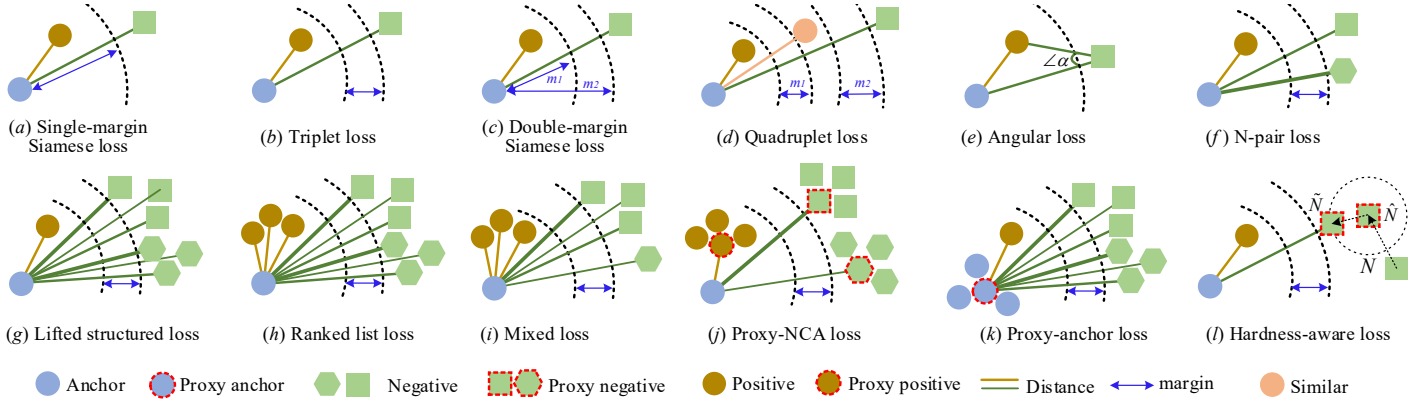 m1
m2
m1
m2
∠α
(a) Single-margin
Siamese loss
(b) Triplet loss
(c) Double-margin
Siamese loss
(d) Quadruplet loss
(e) Angular loss
(f) N-pair loss
Ñ
N̂
N
(g) Lifted structured loss
(h) Ranked list loss
(i) Mixed loss
(j) Proxy-NCA loss
(k) Proxy-anchor loss
(l) Hardness-aware loss
Anchor
Proxy anchor
Negative
Proxy negative
Positive
Proxy positive
Distance
margin
Similar